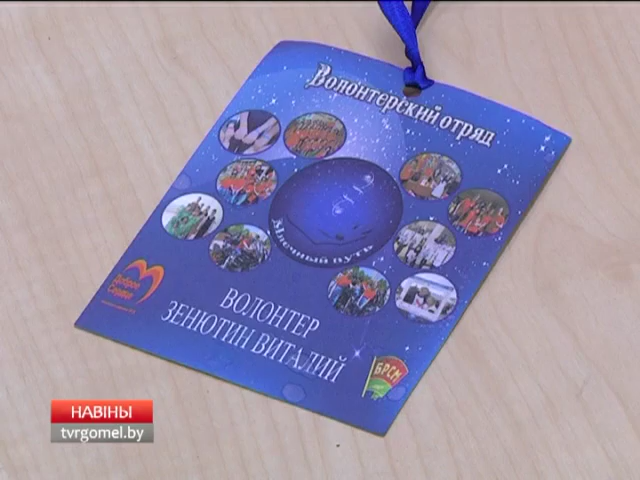 Волонтерский отряд
Млечный путь
Доброе
Сердце
ВОЛОНТЕР
ЗЕНЮТИН ВИТАЛИЙ
БРСМ
НАВІНЫ
tvrgomel.by